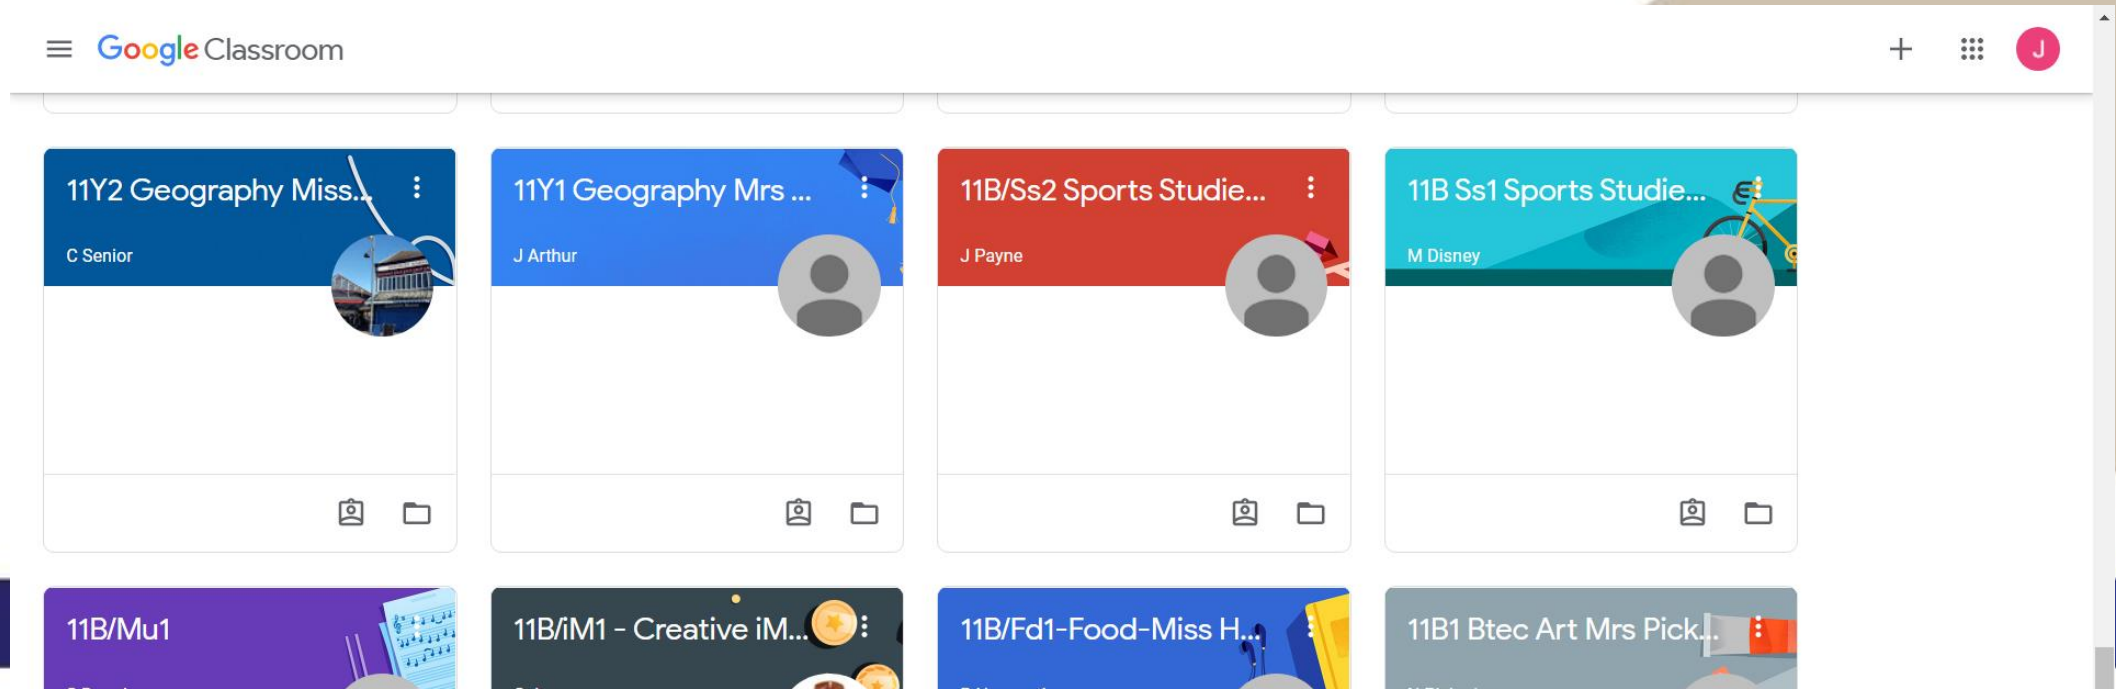 Google Classroom
J
11Y2 Geography Miss...
C Senior
11Y1 Geography Mrs ...
J Arthur
11B/Ss2 Sports Studie...
J Payne
11B Ss1 Sports Studie...
M Disney
11B/Mu1
11B/iM1 - Creative iM...
11B/Fd1-Food-Miss H...
11B1 Btec Art Mrs Pick...